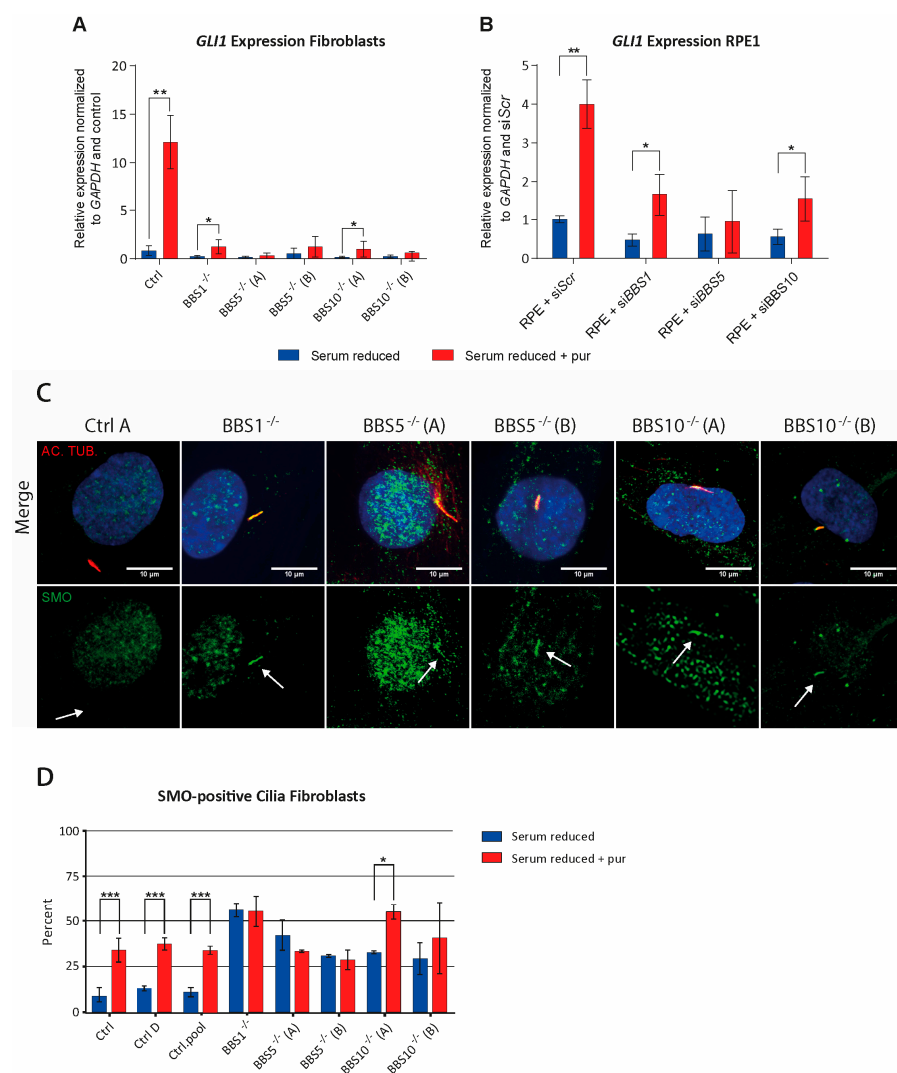 A
GLI1 Expression Fibroblasts
Relative expression normalized
to GAPDH and control
20
15
10
5
0
Ctrl
BBS1-/-
BBS5-/- (A)
BBS5-/- (B)
BBS10-/- (A)
BBS10-/- (B)
**
*
*
B
GLI1 Expression RPE1
Relative expression normalized
to GAPDH and siScr
5
4
3
2
1
0
RPE + siScr
RPE + siBBS1
RPE + siBBS5
RPE + siBBS10
**
*
*
Serum reduced
Serum reduced + pur
C
Ctrl A
BBS1-/-
BBS5-/- (A)
BBS5-/- (B)
BBS10-/- (A)
BBS10-/- (B)
Merge
AC. TUB.
10 µm
10 µm
10 µm
10 µm
10 µm
10 µm
SMO
D
SMO-positive Cilia Fibroblasts
Percent
100
75
50
25
0
***
***
***
*
Ctrl
Ctrl D
Ctrl.pool
BBS1-/-
BBS5-/- (A)
BBS5-/- (B)
BBS10-/- (A)
BBS10-/- (B)
Serum reduced
Serum reduced + pur